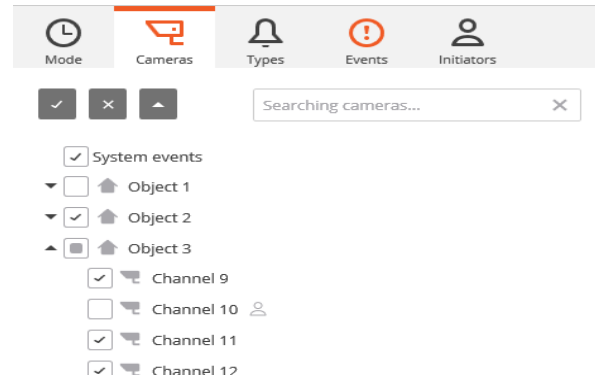 Mode Cameras Types Events Initiators
Searching cameras...
System events
Object 1
Object 2
Object 3
Channel 9
Channel 10
Channel 11
Channel 12